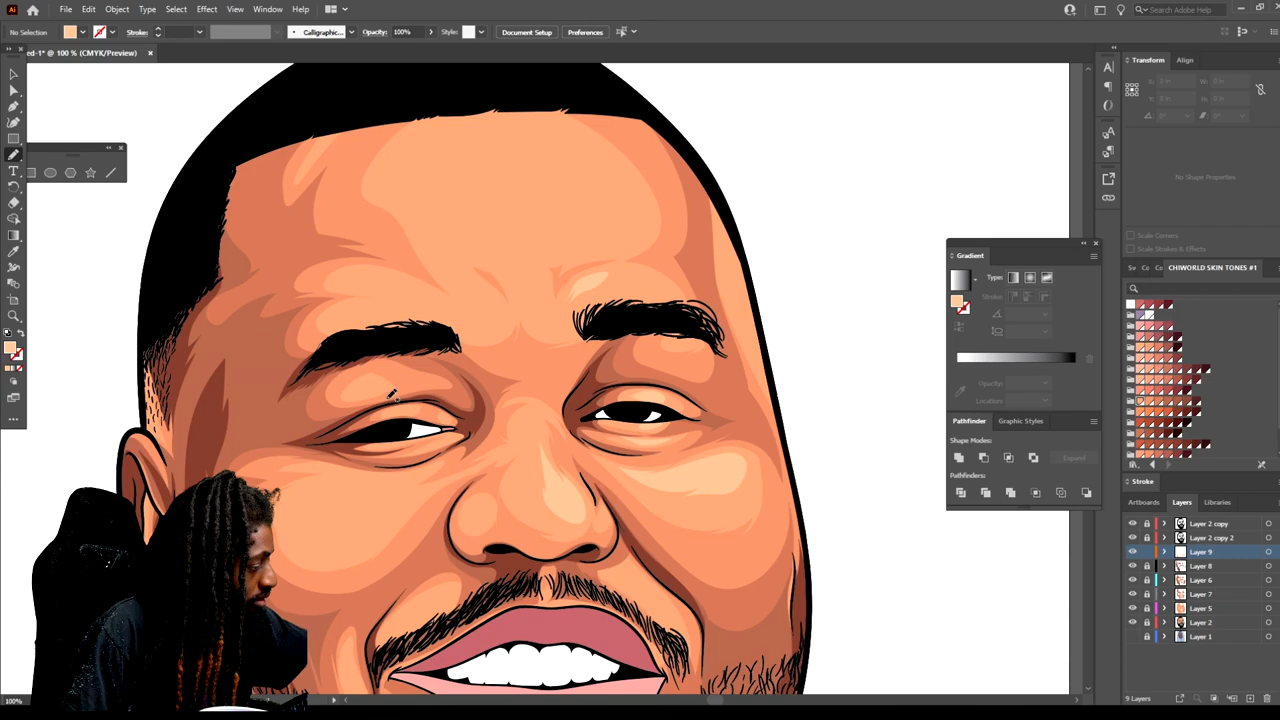 Ai File Edit Object Type Select Effect View Window Help Search Adobe Help
No Selection Stroke: Calligraphic... Opacity: 100% Style: Document Setup Preferences
ed-1* @ 100 % (CMYK/Preview) ×
Transform Align
No Shape Properties
Scale Corners
Scale Strokes & Effects
Gradient
Type:
Stroke:
Opacity:
Location:
Sv Co Co CHIWORLD SKIN TONES #1
Pathfinder Graphic Styles
Shape Modes:
Expand
Pathfinders:
Stroke
Artboards Layers Libraries
Layer 2 copy
Layer 2 copy 2
Layer 9
Layer 8
Layer 6
Layer 7
Layer 5
Layer 2
Layer 1
9 Layers
100%